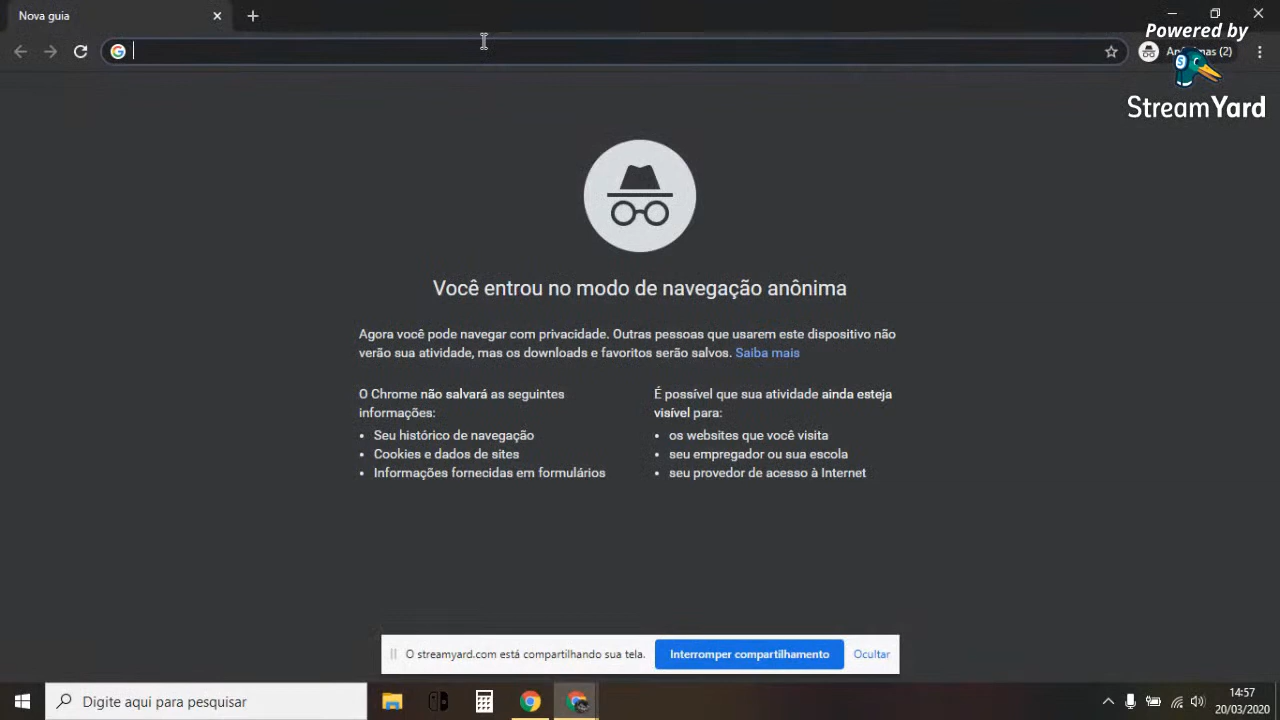 Nova guia
Powered by
StreamYard
Você entrou no modo de navegação anônima
Agora você pode navegar com privacidade. Outras pessoas que usarem este dispositivo não
verão sua atividade, mas os downloads e favoritos serão salvos. Saiba mais
O Chrome não salvará as seguintes
informações:
• Seu histórico de navegação
• Cookies e dados de sites
• Informações fornecidas em formulários
É possível que sua atividade ainda esteja
visível para:
• os websites que você visita
• seu empregador ou sua escola
• seu provedor de acesso à Internet
O streamyard.com está compartilhando sua tela.
Interromper compartilhamento
Ocultar
Digite aqui para pesquisar
14:57
20/03/2020